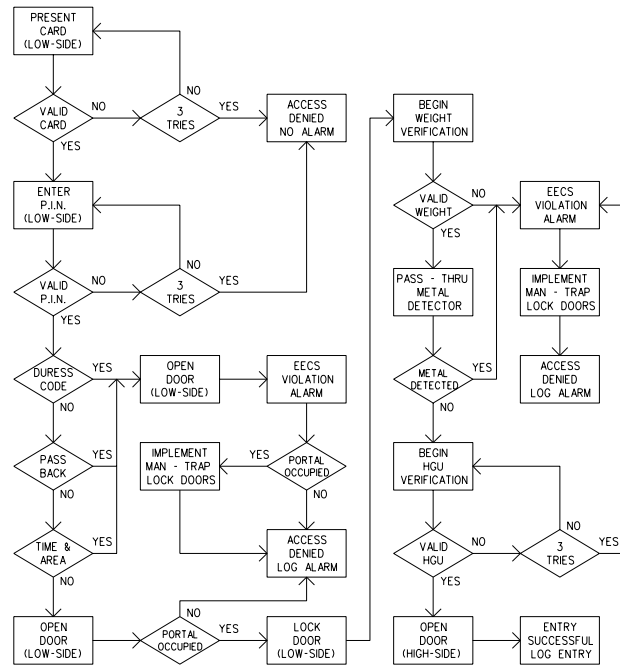 PRESENT
CARD
(LOW-SIDE)
NO
VALID
CARD
NO
3
TRIES
YES
ACCESS
DENIED
NO ALARM
YES
ENTER
P.I.N.
(LOW-SIDE)
NO
VALID
P.I.N.
NO
3
TRIES
YES
YES
DURESS
CODE
YES
NO
OPEN
DOOR
(LOW-SIDE)
EECS
VIOLATION
ALARM
PASS
BACK
YES
NO
IMPLEMENT
MAN - TRAP
LOCK DOORS
YES
PORTAL
OCCUPIED
NO
TIME &
AREA
YES
NO
ACCESS
DENIED
LOG ALARM
OPEN
DOOR
(LOW-SIDE)
PORTAL
OCCUPIED
NO
YES
LOCK
DOOR
(LOW-SIDE)
BEGIN
WEIGHT
VERIFICATION
VALID
WEIGHT
NO
YES
EECS
VIOLATION
ALARM
PASS - THRU
METAL
DETECTOR
IMPLEMENT
MAN - TRAP
LOCK DOORS
METAL
DETECTED
YES
NO
ACCESS
DENIED
LOG ALARM
BEGIN
HGU
VERIFICATION
NO
VALID
HGU
NO
3
TRIES
YES
YES
OPEN
DOOR
(HIGH-SIDE)
ENTRY
SUCCESSFUL
LOG ENTRY